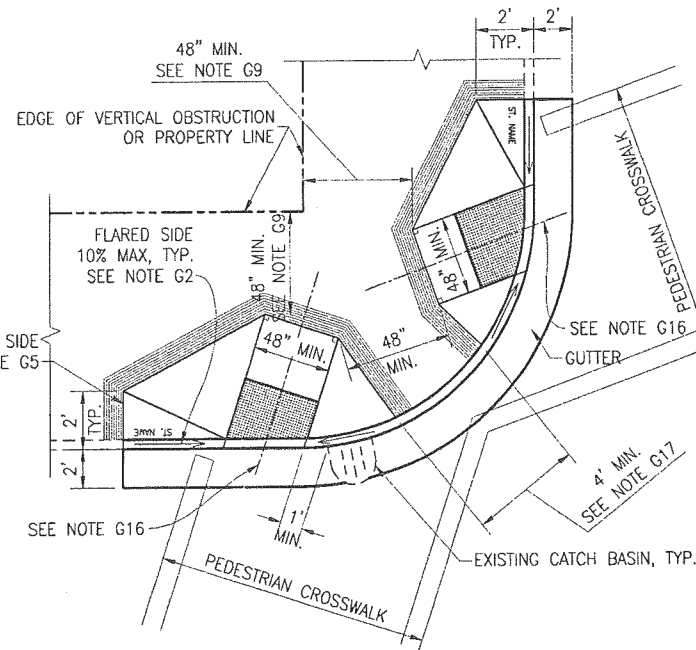 2'
TYP.
2'
48" MIN.
SEE NOTE G9
EDGE OF VERTICAL OBSTRUCTION
OR PROPERTY LINE
ST. NAME
PEDESTRIAN CROSSWALK
FLARED SIDE
10% MAX, TYP.
SEE NOTE G2
48" MIN.
SEE NOTE G9
48" MIN.
SIDE
E G5
48"
MIN.
48"
MIN.
SEE NOTE G16
GUTTER
2'
TYP.
ST. NAME
2'
4' MIN.
SEE NOTE G17
SEE NOTE G16
1'
MIN.
EXISTING CATCH BASIN, TYP.
PEDESTRIAN CROSSWALK